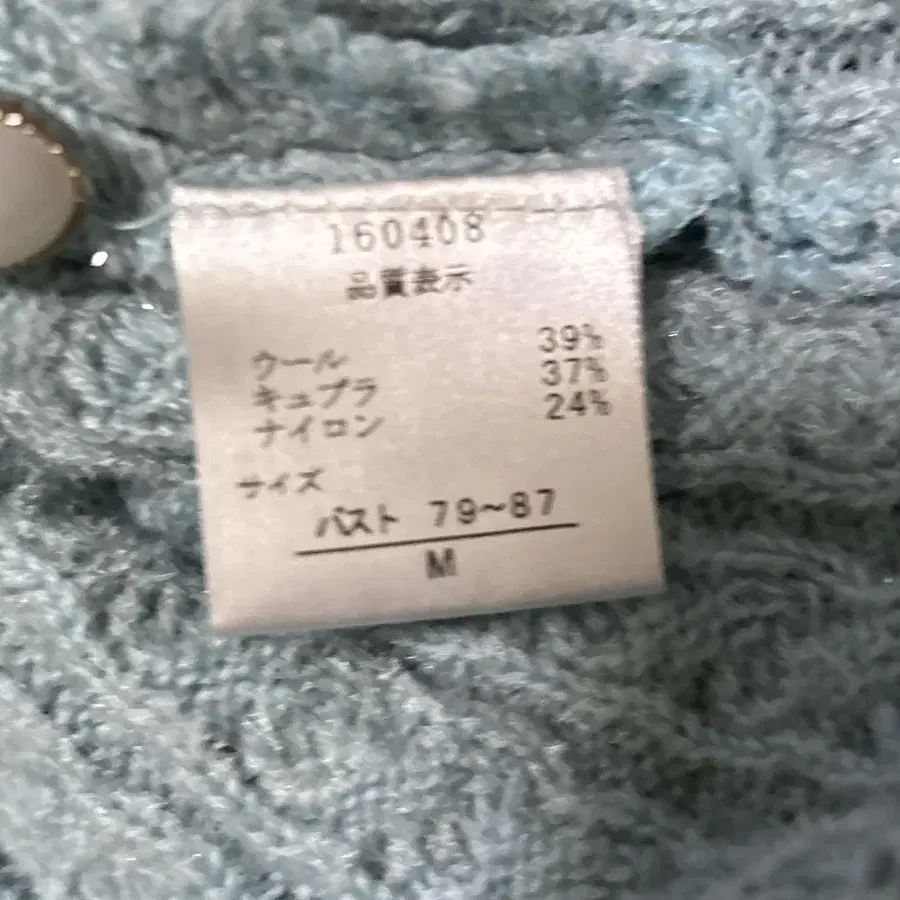 160408
品質表示
ウール 39%
キュプラ 37%
ナイロン 24%
サイズ
バスト 79~87
M